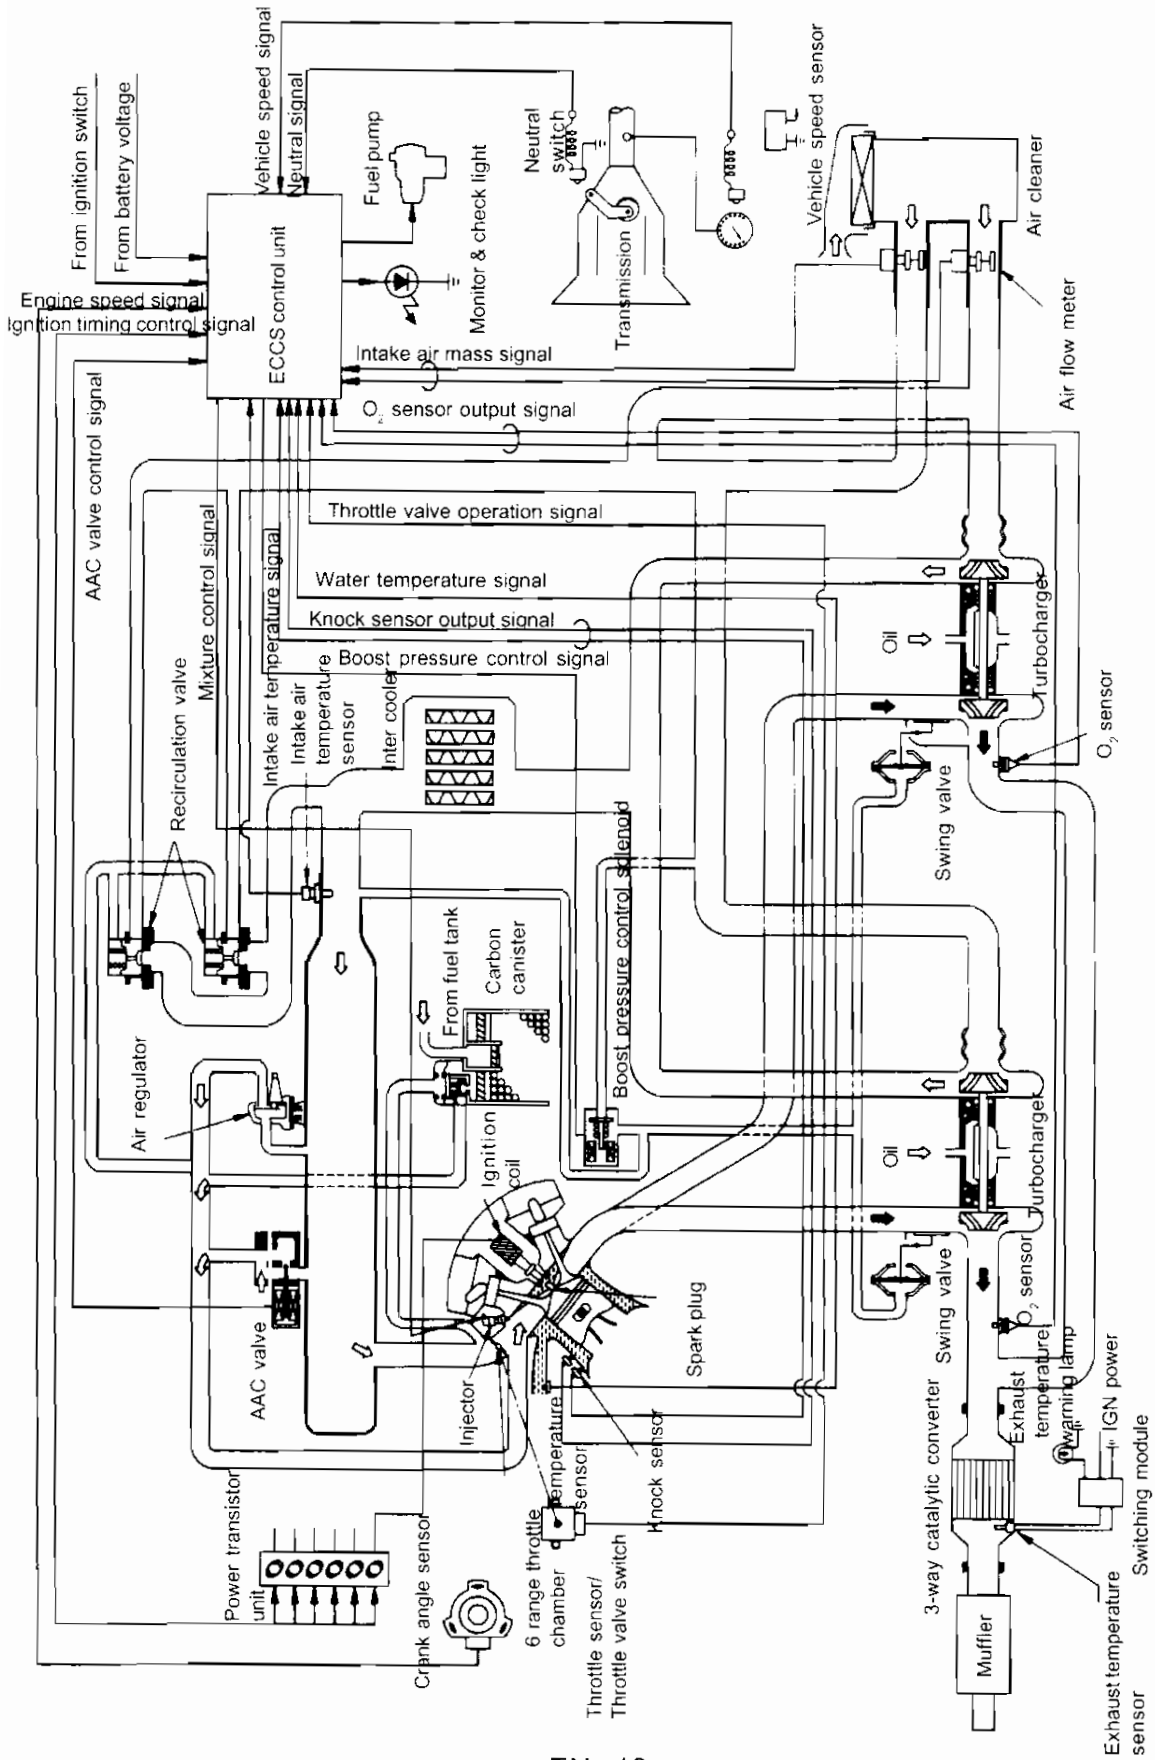 From ignition switch
From battery voltage
Vehicle speed signal
Neutral signal
Engine speed signal
Ignition timing control signal
ECCS control unit
Fuel pump
Monitor & check light
Neutral
switch
Transmission
Vehicle speed sensor
Air cleaner
Air flow meter
Intake air mass signal
O2 sensor output signal
AAC valve control signal
Mixture control signal
Intake air temperature signal
Throttle valve operation signal
Water temperature signal
Knock sensor output signal
Boost pressure control signal
Recirculation valve
Intake air
temperature
sensor
Inter cooler
Oil
Turbocharger
O2 sensor
Swing valve
Boost pressure control solenoid
From fuel tank
Carbon
canister
Air regulator
Ignition
coil
Oil
Turbocharger
Swing valve
O2 sensor
AAC valve
Injector
Spark plug
Knock sensor
temperature
sensor
Exhaust
temperature
warning lamp
IGN power
Switching module
3-way catalytic converter
Power transistor
unit
Crank angle sensor
6 range throttle
chamber
Throttle sensor/
Throttle valve switch
Muffler
Exhaust temperature
sensor